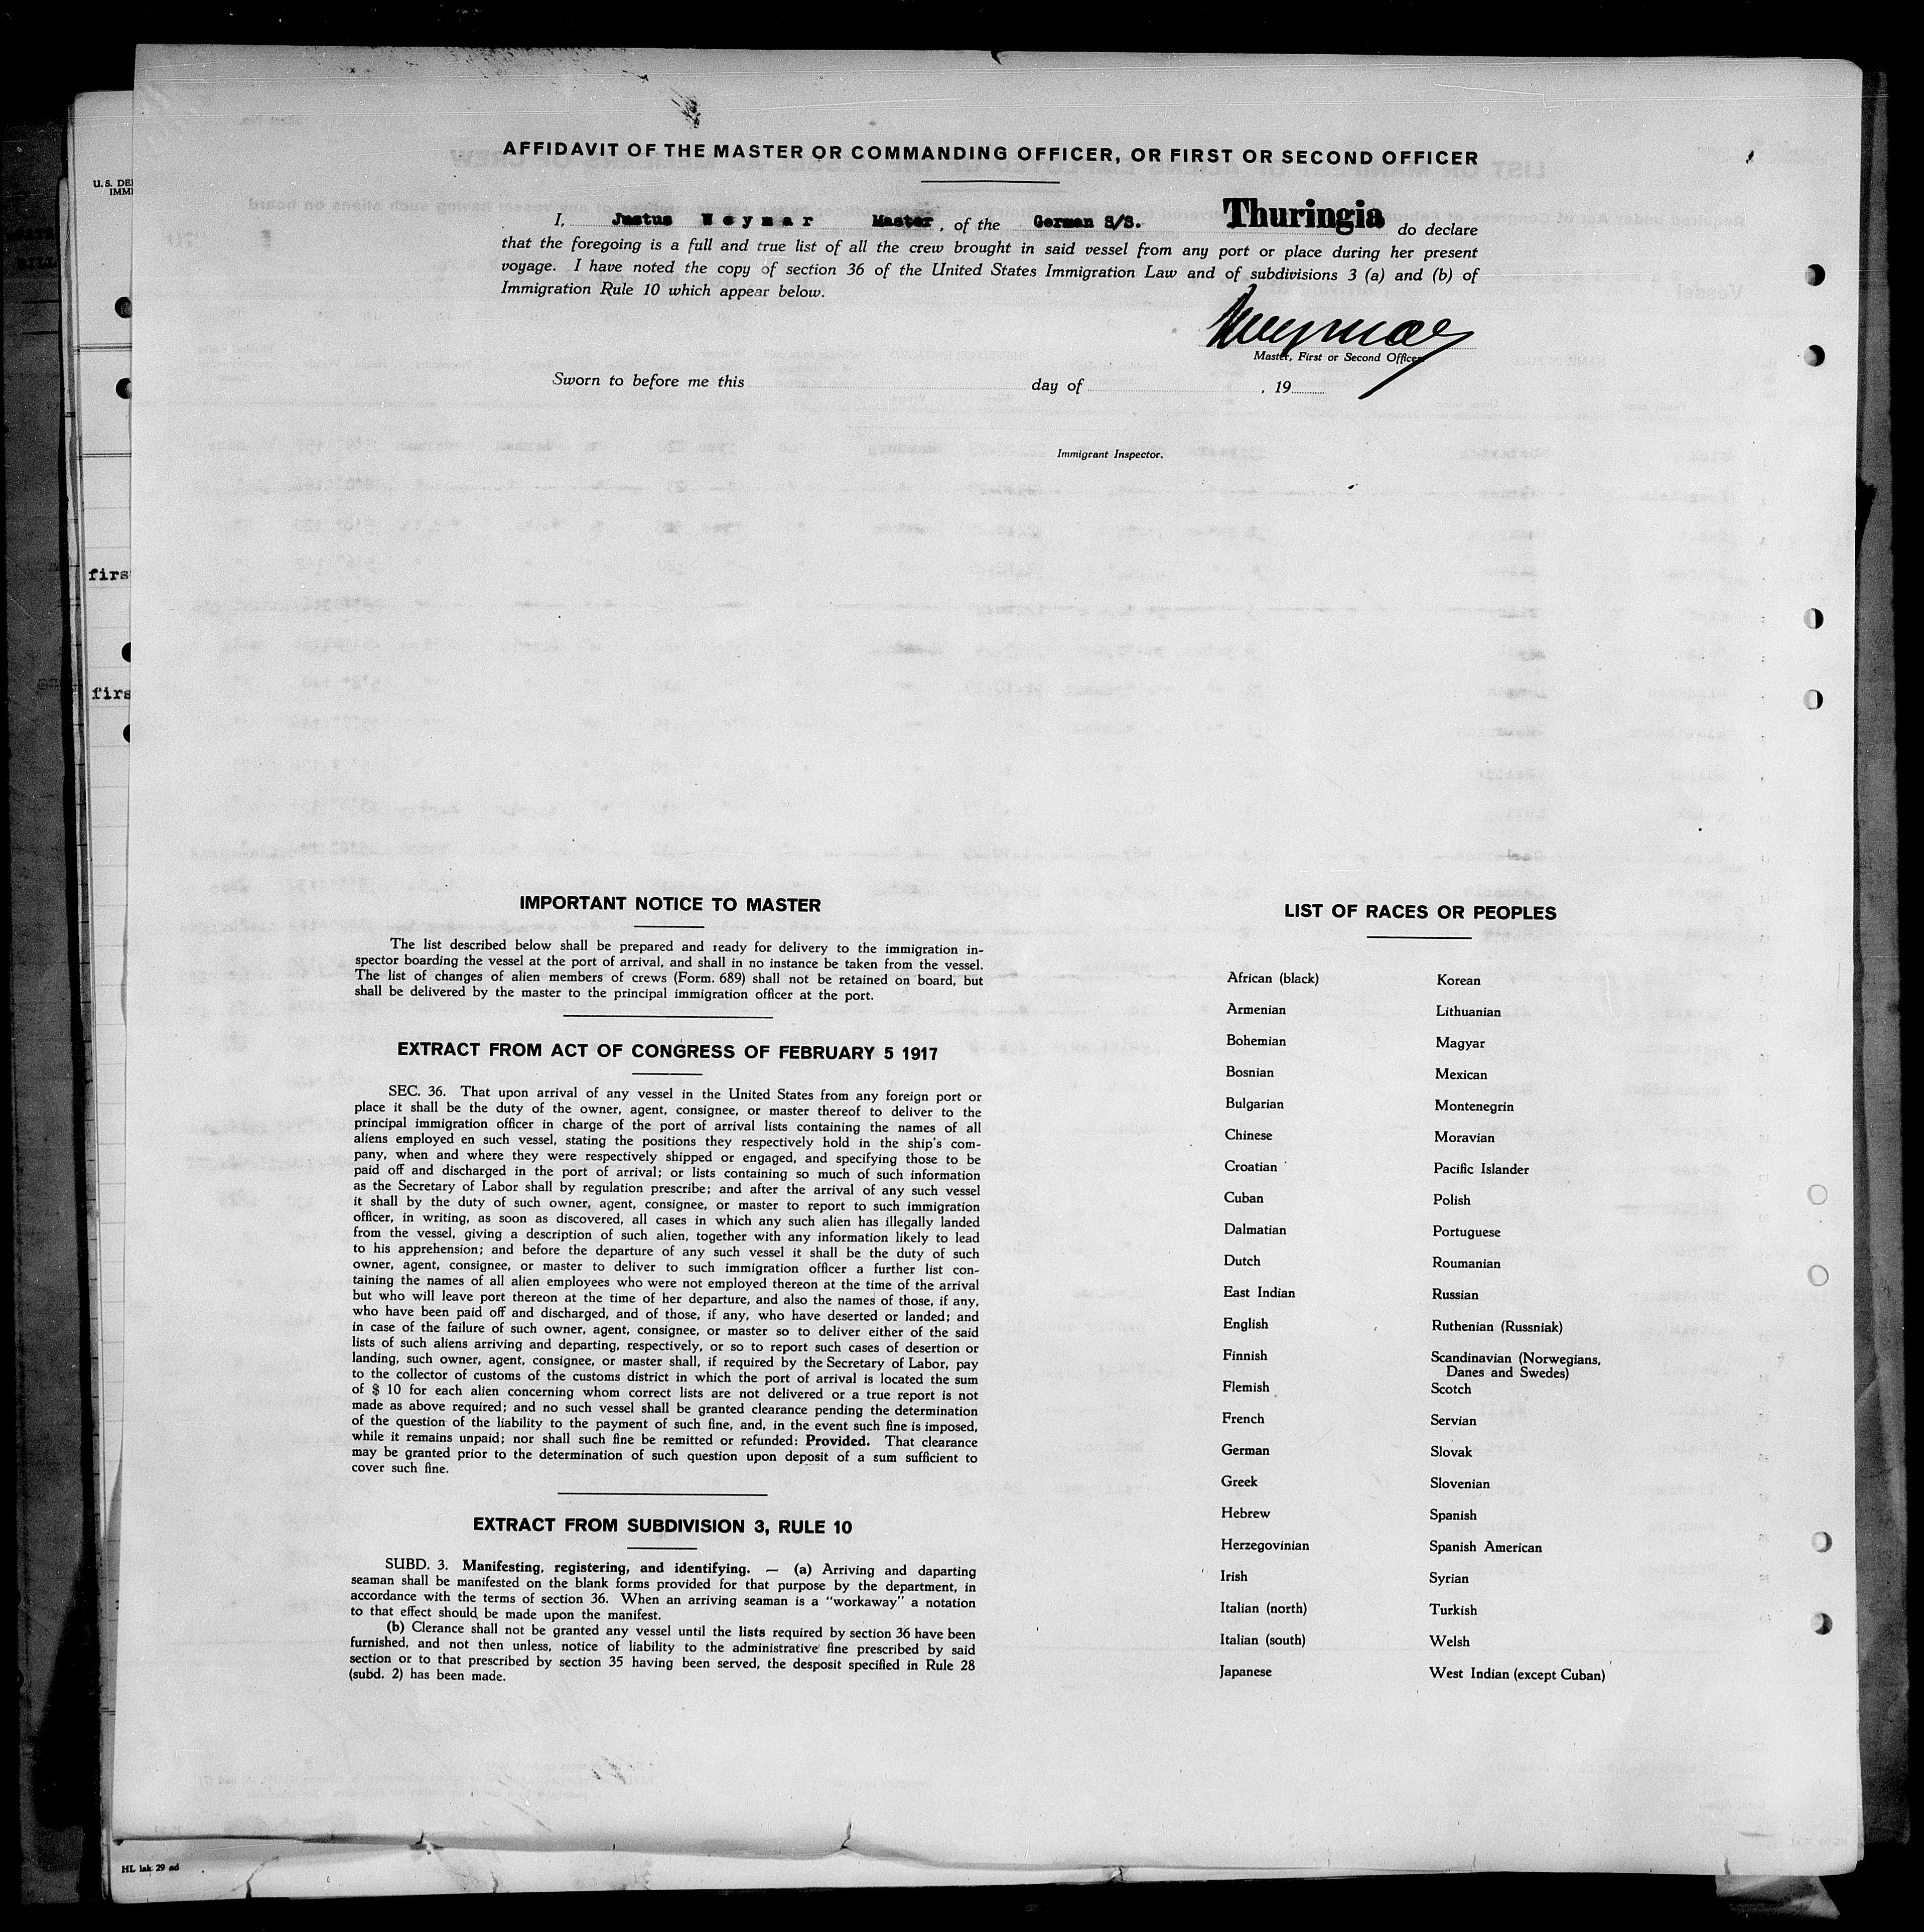 AFFIDAVIT OF THE MASTER OR COMMANDING OFFICER, OR FIRST OR SECOND OFFICER
I, Justus Weymar Master, of the German S/S. Thuringia do declare
that the foregoing is a full and true list of all the crew brought in said vessel from any port or place during her present
voyage. I have noted the copy of section 36 of the United States Immigration Law and of subdivisions 3 (a) and (b) of
Immigration Rule 10 which appear below.
Weymar
Master, First or Second Officer
Sworn to before me this day of , 19
Immigrant Inspector.
U. S. DE
IMMI
firs
firs
IMPORTANT NOTICE TO MASTER
The list described below shall be prepared and ready for delivery to the immigration in-
spector boarding the vessel at the port of arrival, and shall in no instance be taken from the vessel.
The list of changes of alien members of crews (Form. 689) shall not be retained on board, but
shall be delivered by the master to the principal immigration officer at the port.
EXTRACT FROM ACT OF CONGRESS OF FEBRUARY 5 1917
SEC. 36. That upon arrival of any vessel in the United States from any foreign port or
place it shall be the duty of the owner, agent, consignee, or master thereof to deliver to the
principal immigration officer in charge of the port of arrival lists containing the names of all
aliens employed en such vessel, stating the positions they respectively hold in the ship's com-
pany, when and where they were respectively shipped or engaged, and specifying those to be
paid off and discharged in the port of arrival; or lists containing so much of such information
as the Secretary of Labor shall by regulation prescribe; and after the arrival of any such vessel
it shall by the duty of such owner, agent, consignee, or master to report to such immigration
officer, in writing, as soon as discovered, all cases in which any such alien has illegally landed
from the vessel, giving a description of such alien, together with any information likely to lead
to his apprehension; and before the departure of any such vessel it shall be the duty of such
owner, agent, consignee, or master to deliver to such immigration officer a further list con-
taining the names of all alien employees who were not employed thereon at the time of the arrival
but who will leave port thereon at the time of her departure, and also the names of those, if any,
who have been paid off and discharged, and of those, if any, who have deserted or landed; and
in case of the failure of such owner, agent, consignee, or master so to deliver either of the said
lists of such aliens arriving and departing, respectively, or so to report such cases of desertion or
landing, such owner, agent, consignee, or master shall, if required by the Secretary of Labor, pay
to the collector of customs of the customs district in which the port of arrival is located the sum
of $ 10 for each alien concerning whom correct lists are not delivered or a true report is not
made as above required; and no such vessel shall be granted clearance pending the determination
of the question of the liability to the payment of such fine, and, in the event such fine is imposed,
while it remains unpaid; nor shall such fine be remitted or refunded: Provided. That clearance
may be granted prior to the determination of such question upon deposit of a sum sufficient to
cover such fine.
EXTRACT FROM SUBDIVISION 3, RULE 10
SUBD. 3. Manifesting, registering, and identifying. — (a) Arriving and daparting
seaman shall be manifested on the blank forms provided for that purpose by the department, in
accordance with the terms of section 36. When an arriving seaman is a "workaway" a notation
to that effect should be made upon the manifest.
(b) Clerance shall not be granted any vessel until the lists required by section 36 have been
furnished, and not then unless, notice of liability to the administrative fine prescribed by said
section or to that prescribed by section 35 having been served, the desposit specified in Rule 28
(subd. 2) has been made.
LIST OF RACES OR PEOPLES
African (black)
Armenian
Bohemian
Bosnian
Bulgarian
Chinese
Croatian
Cuban
Dalmatian
Dutch
East Indian
English
Finnish
Flemish
French
German
Greek
Hebrew
Herzegovinian
Irish
Italian (north)
Italian (south)
Japanese
Korean
Lithuanian
Magyar
Mexican
Montenegrin
Moravian
Pacific Islander
Polish
Portuguese
Roumanian
Russian
Ruthenian (Russniak)
Scandinavian (Norwegians,
Danes and Swedes)
Scotch
Servian
Slovak
Slovenian
Spanish
Spanish American
Syrian
Turkish
Welsh
West Indian (except Cuban)
HL lak 29 ad